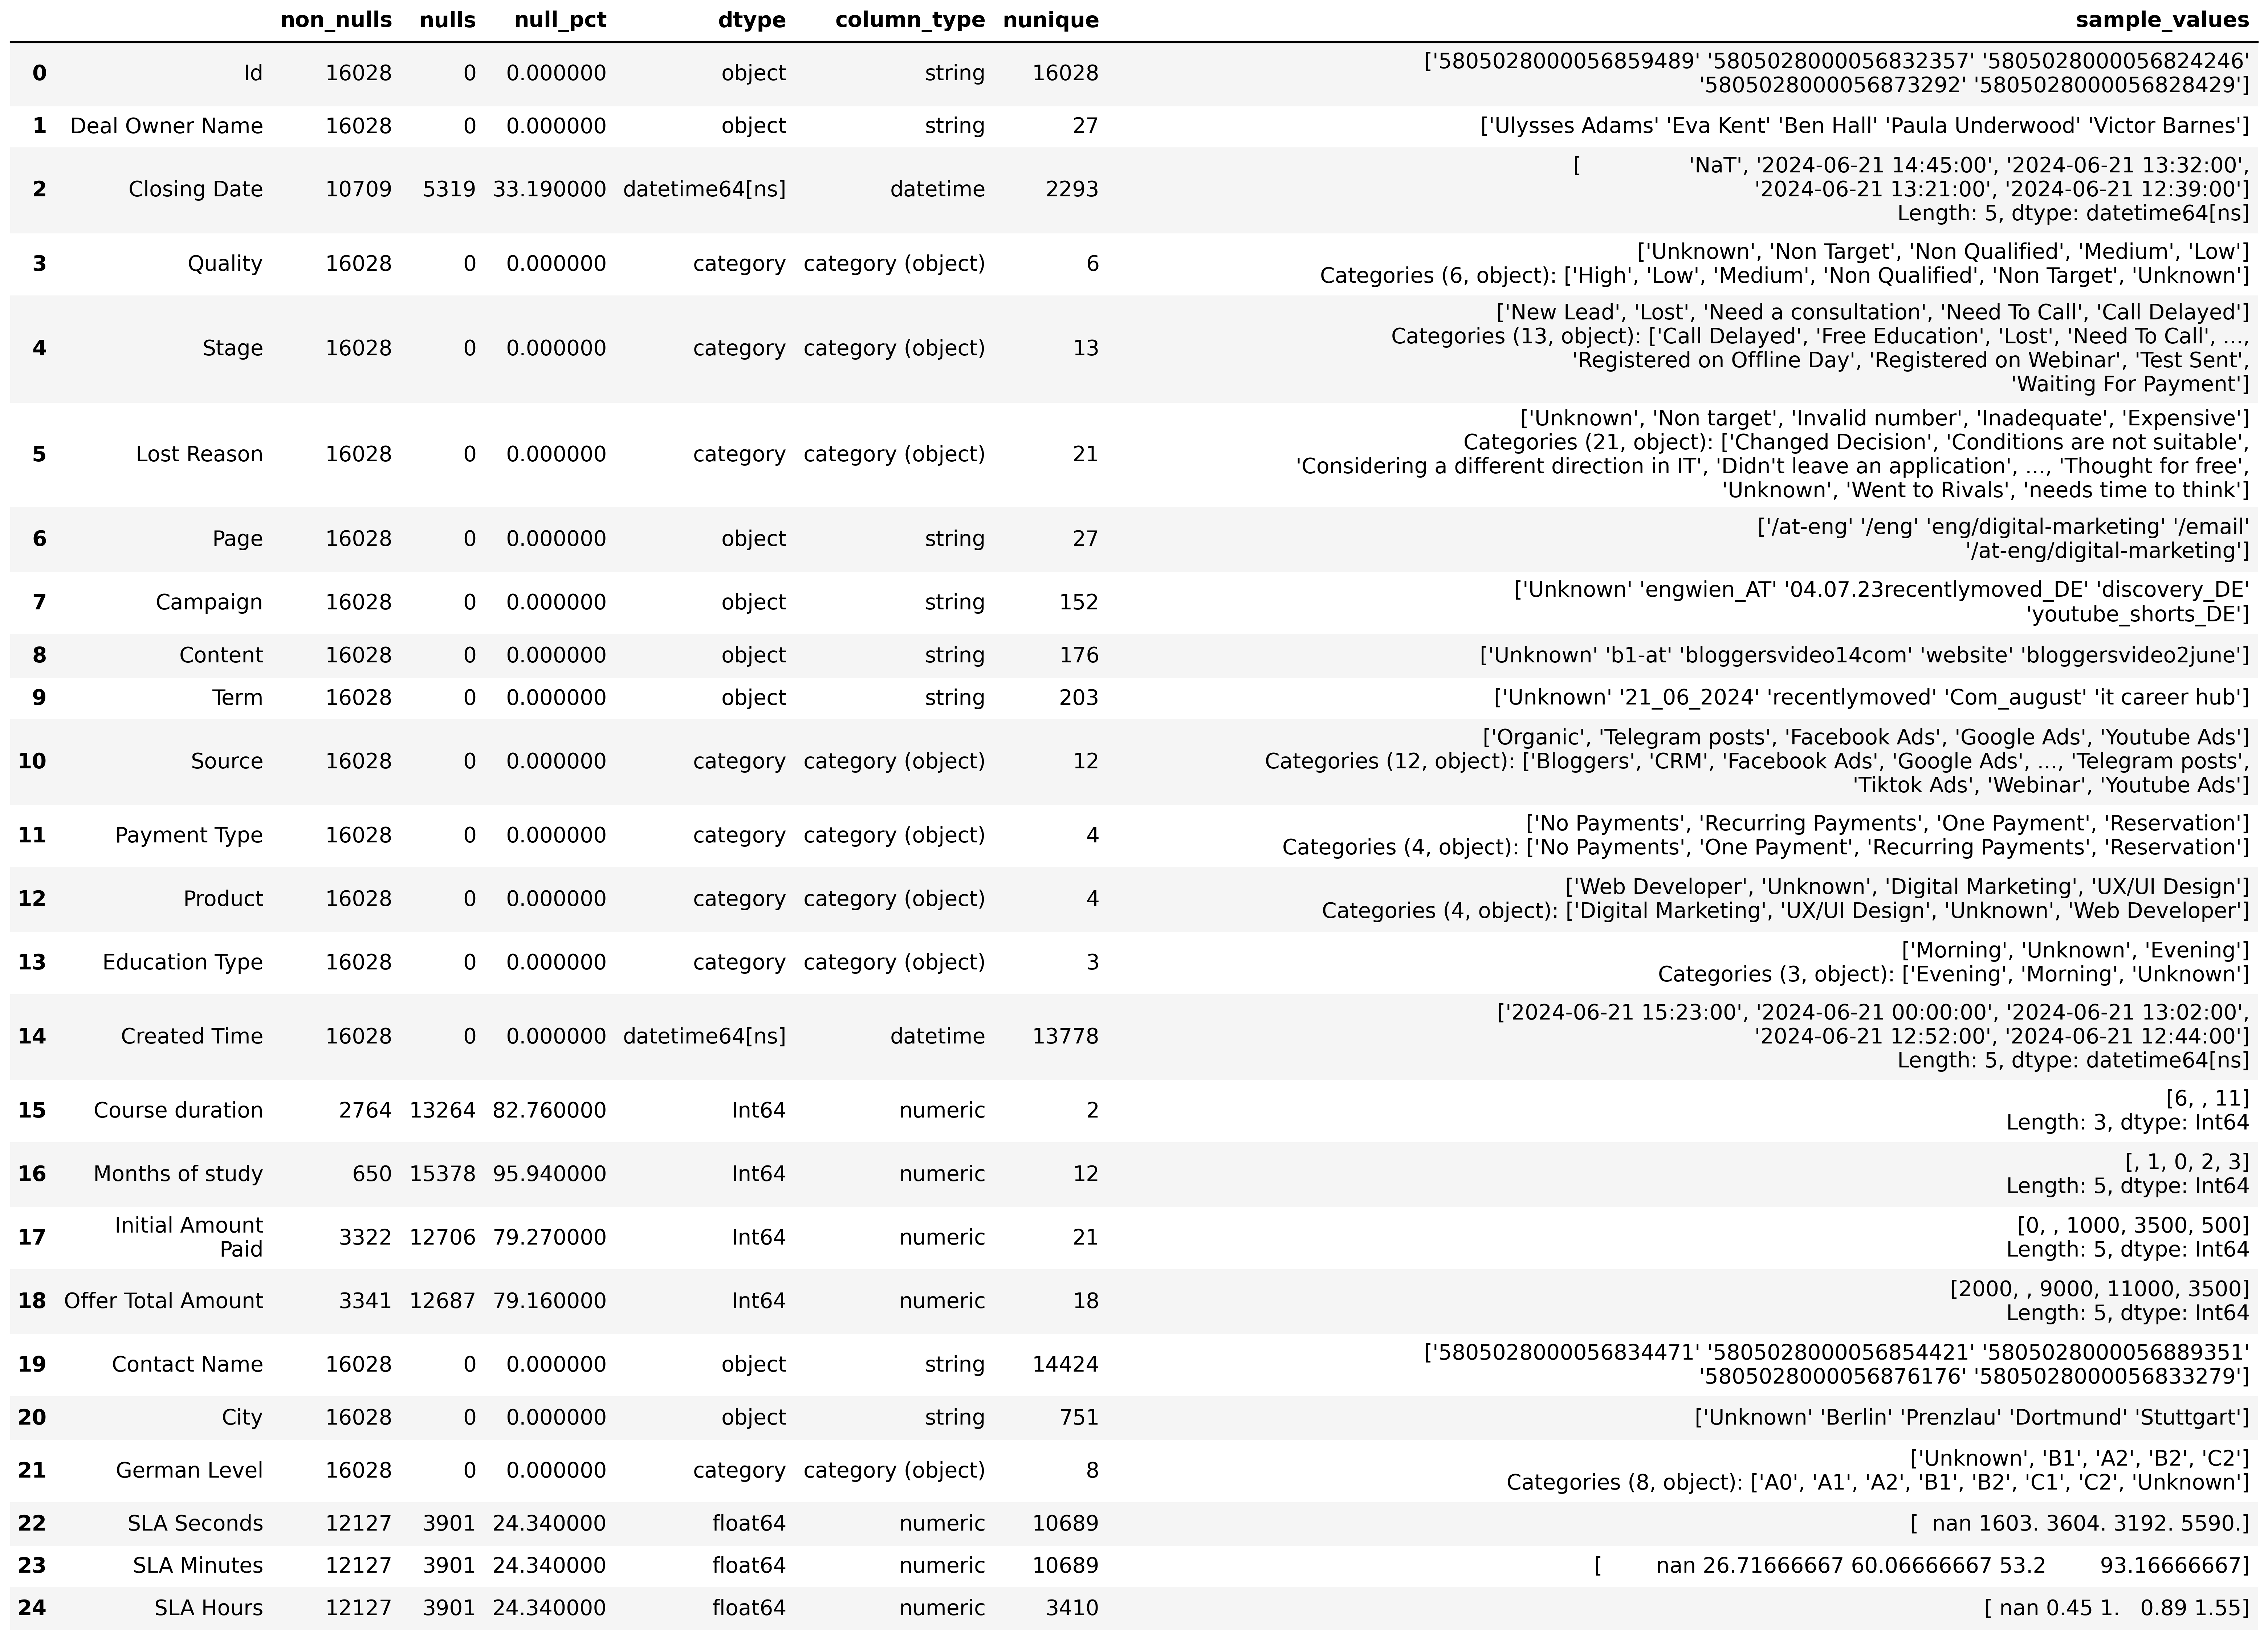 non_nulls nulls null_pct dtype column_type nunique sample_values
0 Id 16028 0 0.000000 object string 16028 ['5805028000056859489' '5805028000056832357' '5805028000056824246'
'5805028000056873292' '5805028000056828429']
1 Deal Owner Name 16028 0 0.000000 object string 27 ['Ulysses Adams' 'Eva Kent' 'Ben Hall' 'Paula Underwood' 'Victor Barnes']
2 Closing Date 10709 5319 33.190000 datetime64[ns] datetime 2293 [ 'NaT', '2024-06-21 14:45:00', '2024-06-21 13:32:00',
'2024-06-21 13:21:00', '2024-06-21 12:39:00']
Length: 5, dtype: datetime64[ns]
3 Quality 16028 0 0.000000 category category (object) 6 ['Unknown', 'Non Target', 'Non Qualified', 'Medium', 'Low']
Categories (6, object): ['High', 'Low', 'Medium', 'Non Qualified', 'Non Target', 'Unknown']
4 Stage 16028 0 0.000000 category category (object) 13 ['New Lead', 'Lost', 'Need a consultation', 'Need To Call', 'Call Delayed']
Categories (13, object): ['Call Delayed', 'Free Education', 'Lost', 'Need To Call', ...,
'Registered on Offline Day', 'Registered on Webinar', 'Test Sent',
'Waiting For Payment']
5 Lost Reason 16028 0 0.000000 category category (object) 21 ['Unknown', 'Non target', 'Invalid number', 'Inadequate', 'Expensive']
Categories (21, object): ['Changed Decision', 'Conditions are not suitable',
'Considering a different direction in IT', 'Didn't leave an application', ..., 'Thought for free',
'Unknown', 'Went to Rivals', 'needs time to think']
6 Page 16028 0 0.000000 object string 27 ['/at-eng' '/eng' 'eng/digital-marketing' '/email'
'/at-eng/digital-marketing']
7 Campaign 16028 0 0.000000 object string 152 ['Unknown' 'engwien_AT' '04.07.23recentlymoved_DE' 'discovery_DE'
'youtube_shorts_DE']
8 Content 16028 0 0.000000 object string 176 ['Unknown' 'b1-at' 'bloggersvideo14com' 'website' 'bloggersvideo2june']
9 Term 16028 0 0.000000 object string 203 ['Unknown' '21_06_2024' 'recentlymoved' 'Com_august' 'it career hub']
10 Source 16028 0 0.000000 category category (object) 12 ['Organic', 'Telegram posts', 'Facebook Ads', 'Google Ads', 'Youtube Ads']
Categories (12, object): ['Bloggers', 'CRM', 'Facebook Ads', 'Google Ads', ..., 'Telegram posts',
'Tiktok Ads', 'Webinar', 'Youtube Ads']
11 Payment Type 16028 0 0.000000 category category (object) 4 ['No Payments', 'Recurring Payments', 'One Payment', 'Reservation']
Categories (4, object): ['No Payments', 'One Payment', 'Recurring Payments', 'Reservation']
12 Product 16028 0 0.000000 category category (object) 4 ['Web Developer', 'Unknown', 'Digital Marketing', 'UX/UI Design']
Categories (4, object): ['Digital Marketing', 'UX/UI Design', 'Unknown', 'Web Developer']
13 Education Type 16028 0 0.000000 category category (object) 3 ['Morning', 'Unknown', 'Evening']
Categories (3, object): ['Evening', 'Morning', 'Unknown']
14 Created Time 16028 0 0.000000 datetime64[ns] datetime 13778 ['2024-06-21 15:23:00', '2024-06-21 00:00:00', '2024-06-21 13:02:00',
'2024-06-21 12:52:00', '2024-06-21 12:44:00']
Length: 5, dtype: datetime64[ns]
15 Course duration 2764 13264 82.760000 Int64 numeric 2 [6, , 11]
Length: 3, dtype: Int64
16 Months of study 650 15378 95.940000 Int64 numeric 12 [, 1, 0, 2, 3]
Length: 5, dtype: Int64
17 Initial Amount Paid 3322 12706 79.270000 Int64 numeric 21 [0, , 1000, 3500, 500]
Length: 5, dtype: Int64
18 Offer Total Amount 3341 12687 79.160000 Int64 numeric 18 [2000, , 9000, 11000, 3500]
Length: 5, dtype: Int64
19 Contact Name 16028 0 0.000000 object string 14424 ['5805028000056834471' '5805028000056854421' '5805028000056889351'
'5805028000056876176' '5805028000056833279']
20 City 16028 0 0.000000 object string 751 ['Unknown' 'Berlin' 'Prenzlau' 'Dortmund' 'Stuttgart']
21 German Level 16028 0 0.000000 category category (object) 8 ['Unknown', 'B1', 'A2', 'B2', 'C2']
Categories (8, object): ['A0', 'A1', 'A2', 'B1', 'B2', 'C1', 'C2', 'Unknown']
22 SLA Seconds 12127 3901 24.340000 float64 numeric 10689 [ nan 1603. 3604. 3192. 5590.]
23 SLA Minutes 12127 3901 24.340000 float64 numeric 10689 [ nan 26.71666667 60.06666667 53.2 93.16666667]
24 SLA Hours 12127 3901 24.340000 float64 numeric 3410 [ nan 0.45 1. 0.89 1.55]